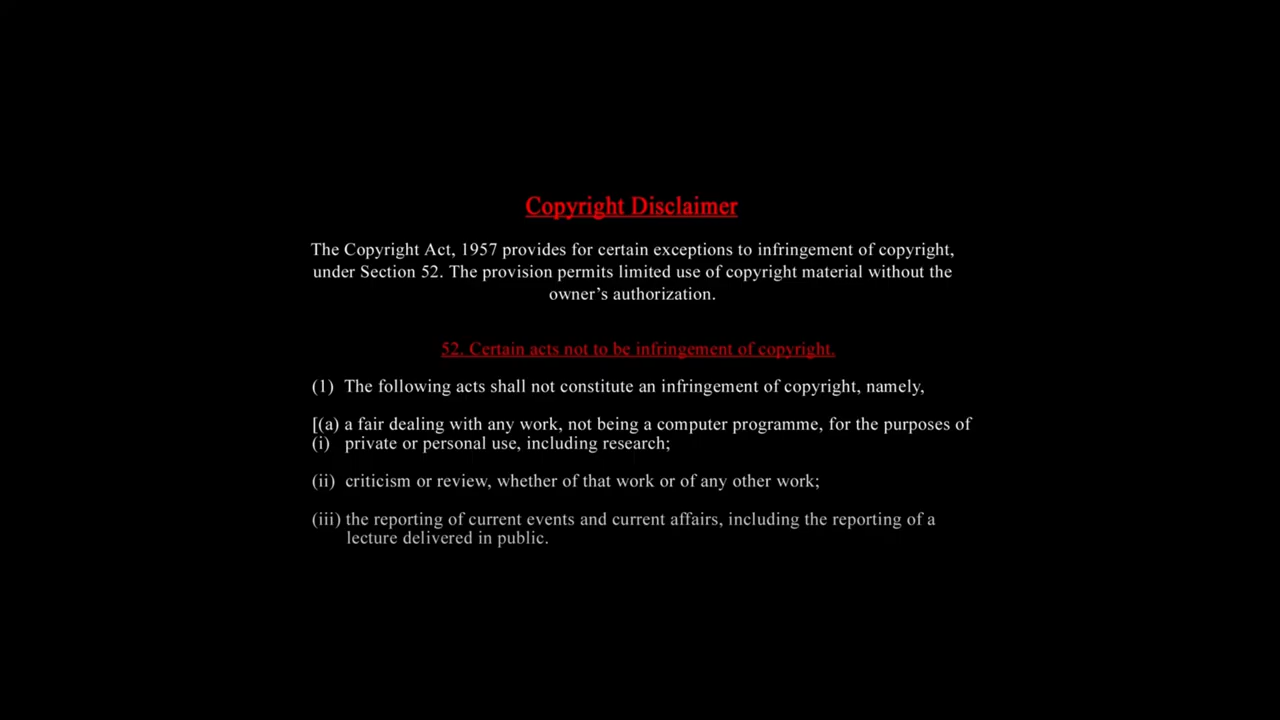 Copyright Disclaimer
The Copyright Act, 1957 provides for certain exceptions to infringement of copyright,
under Section 52. The provision permits limited use of copyright material without the
owner’s authorization.
52. Certain acts not to be infringement of copyright.
(1) The following acts shall not constitute an infringement of copyright, namely,
[(a) a fair dealing with any work, not being a computer programme, for the purposes of
(i) private or personal use, including research;
(ii) criticism or review, whether of that work or of any other work;
(iii) the reporting of current events and current affairs, including the reporting of a
lecture delivered in public.